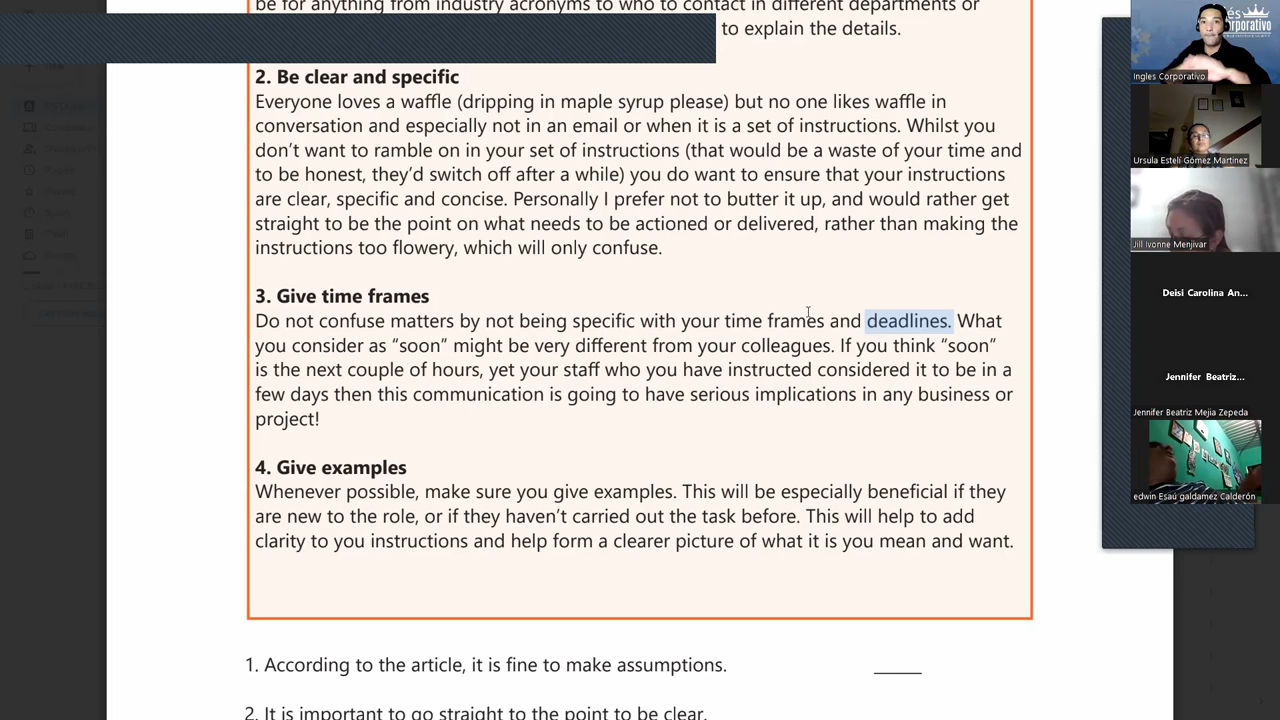 be for anything from industry acronyms to who to contact in different departments or
to explain the details.
2. Be clear and specific
Everyone loves a waffle (dripping in maple syrup please) but no one likes waffle in
conversation and especially not in an email or when it is a set of instructions. Whilst you
don't want to ramble on in your set of instructions (that would be a waste of your time and
to be honest, they'd switch off after a while) you do want to ensure that your instructions
are clear, specific and concise. Personally I prefer not to butter it up, and would rather get
straight to be the point on what needs to be actioned or delivered, rather than making the
instructions too flowery, which will only confuse.
3. Give time frames
Do not confuse matters by not being specific with your time frames and deadlines. What
you consider as “soon” might be very different from your colleagues. If you think “soon”
is the next couple of hours, yet your staff who you have instructed considered it to be in a
few days then this communication is going to have serious implications in any business or
project!
4. Give examples
Whenever possible, make sure you give examples. This will be especially beneficial if they
are new to the role, or if they haven't carried out the task before. This will help to add
clarity to you instructions and help form a clearer picture of what it is you mean and want.
1. According to the article, it is fine to make assumptions. _____
2. It is important to go straight to the point to be clear.
Ingles Corporativo
Ursula Estelí Gómez Martínez
Jill Ivonne Menjivar
Deisi Carolina An...
Jennifer Beatriz...
Jennifer Beatriz Mejia Zepeda
edwin Esaú galdamez Calderón